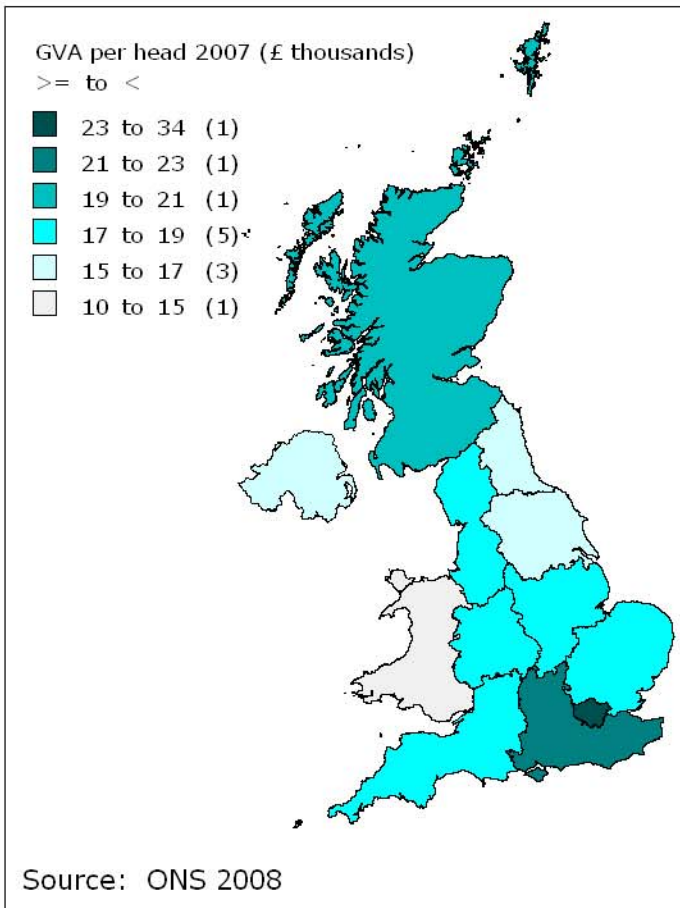 GVA per head 2007 (£ thousands)
>= to <
23 to 34 (1)
21 to 23 (1)
19 to 21 (1)
17 to 19 (5)
15 to 17 (3)
10 to 15 (1)
Source: ONS 2008